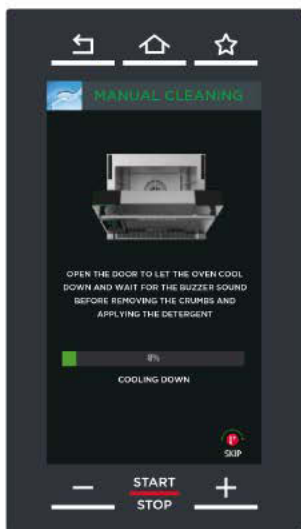 MANUAL CLEANING
OPEN THE DOOR TO LET THE OVEN COOL
DOWN AND WAIT FOR THE BUZZER SOUND
BEFORE REMOVING THE CRUMBS AND
APPLYING THE DETERGENT
8%
COOLING DOWN
SKIP
START
STOP